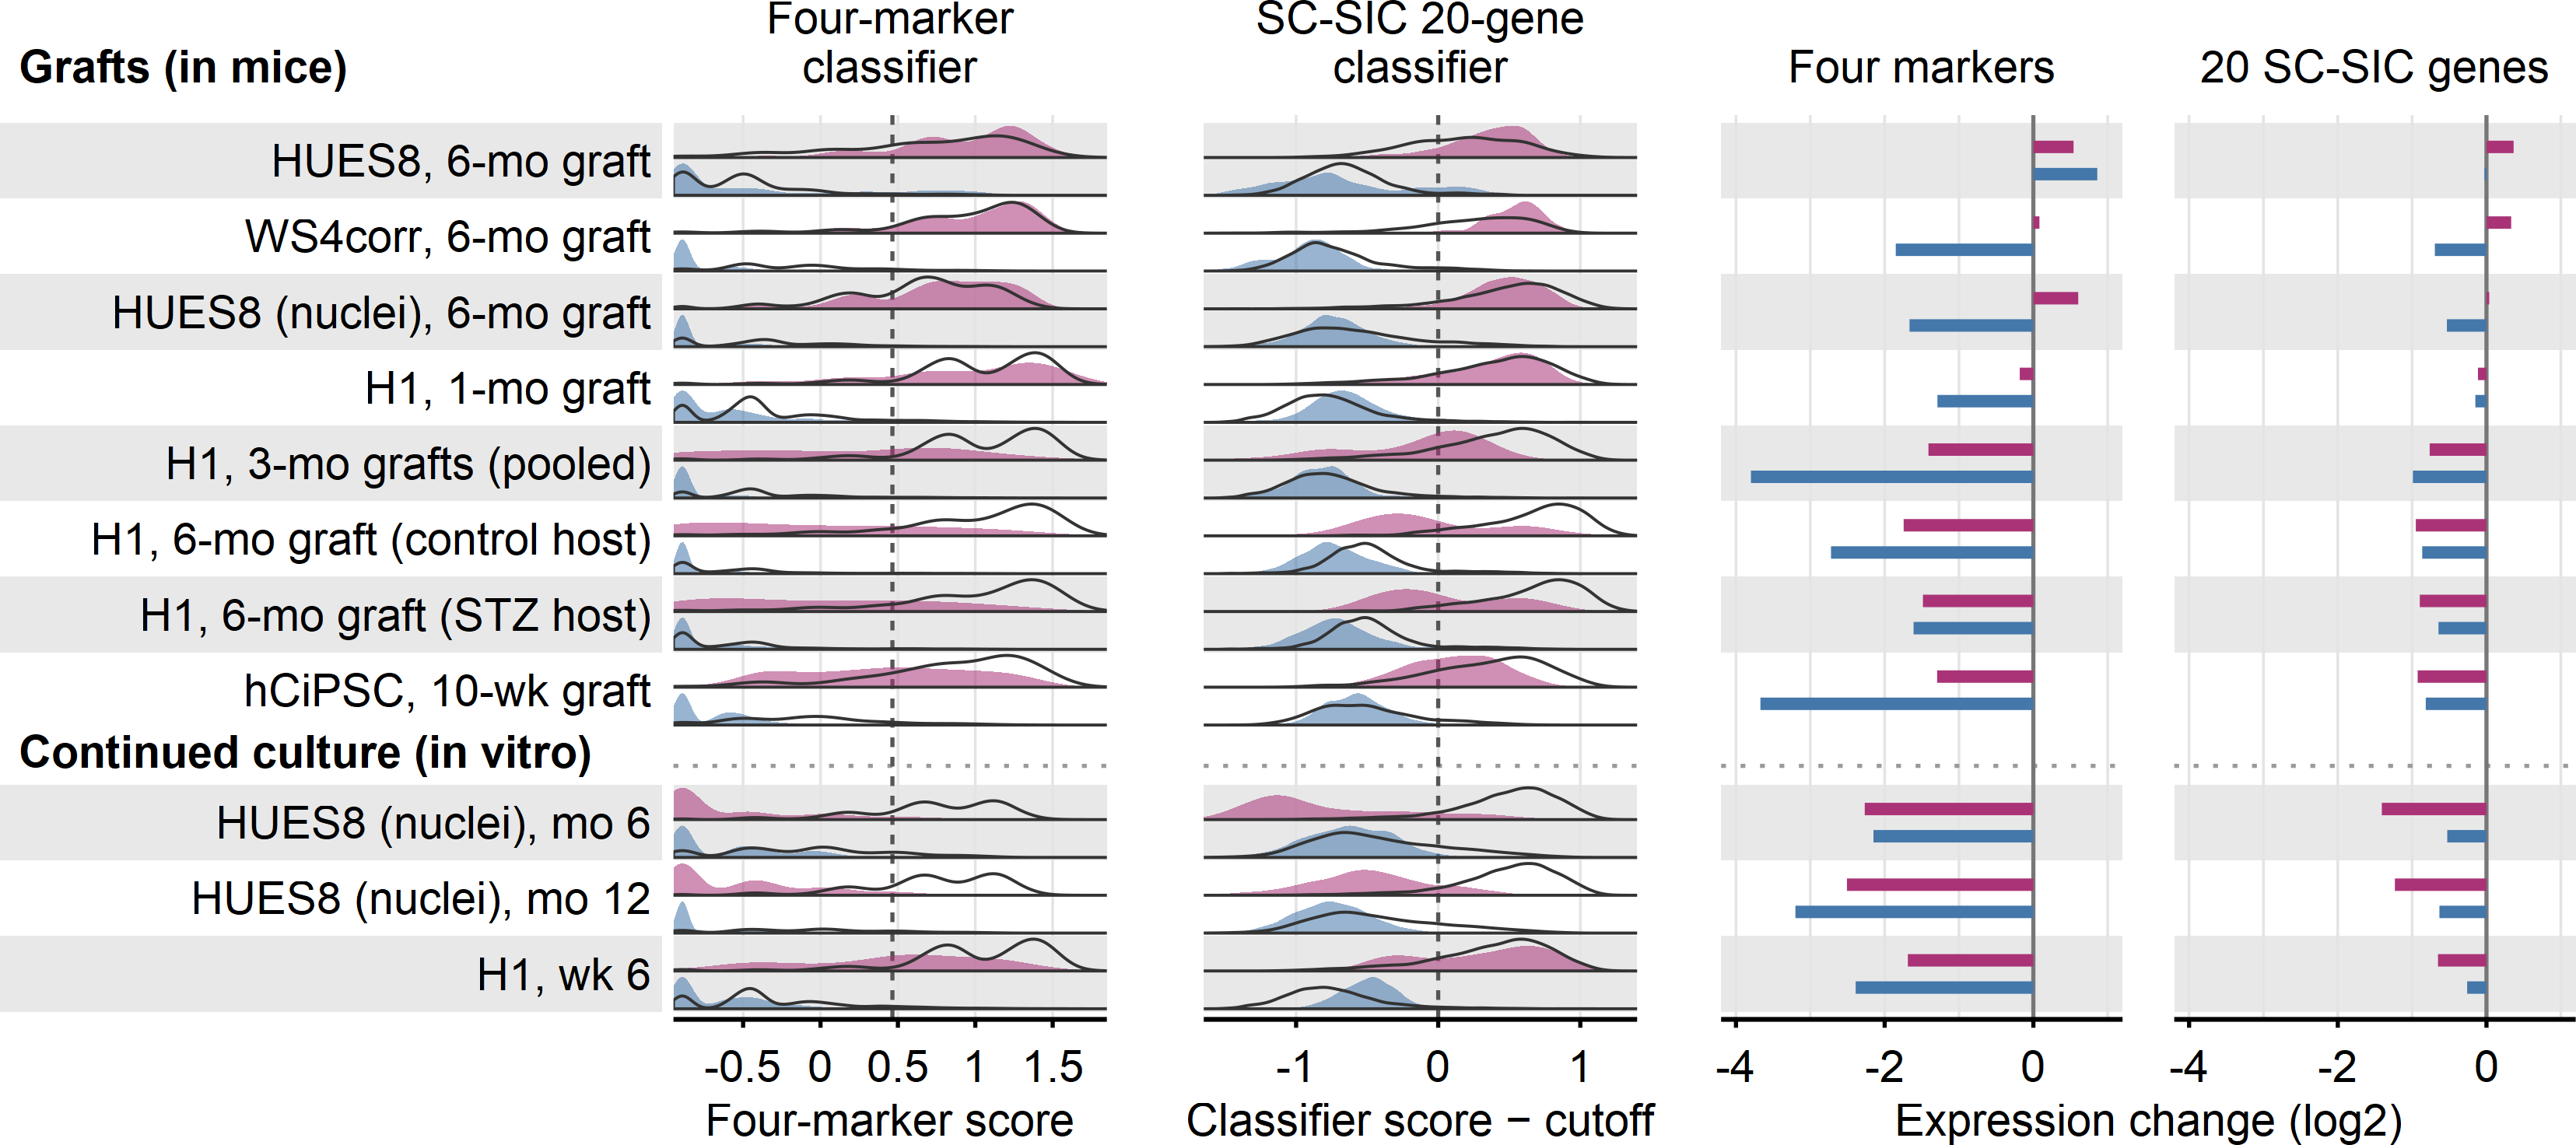 Four-marker
classifier
SC-SIC 20-gene
classifier
Four markers
20 SC-SIC genes
Grafts (in mice)
HUES8, 6-mo graft
WS4corr, 6-mo graft
HUES8 (nuclei), 6-mo graft
H1, 1-mo graft
H1, 3-mo grafts (pooled)
H1, 6-mo graft (control host)
H1, 6-mo graft (STZ host)
hCiPSC, 10-wk graft
Continued culture (in vitro)
HUES8 (nuclei), mo 6
HUES8 (nuclei), mo 12
H1, wk 6
-0.5 0 0.5 1 1.5
-1 0 1
-4 -2 0
-4 -2 0
Four-marker score
Classifier score − cutoff
Expression change (log2)